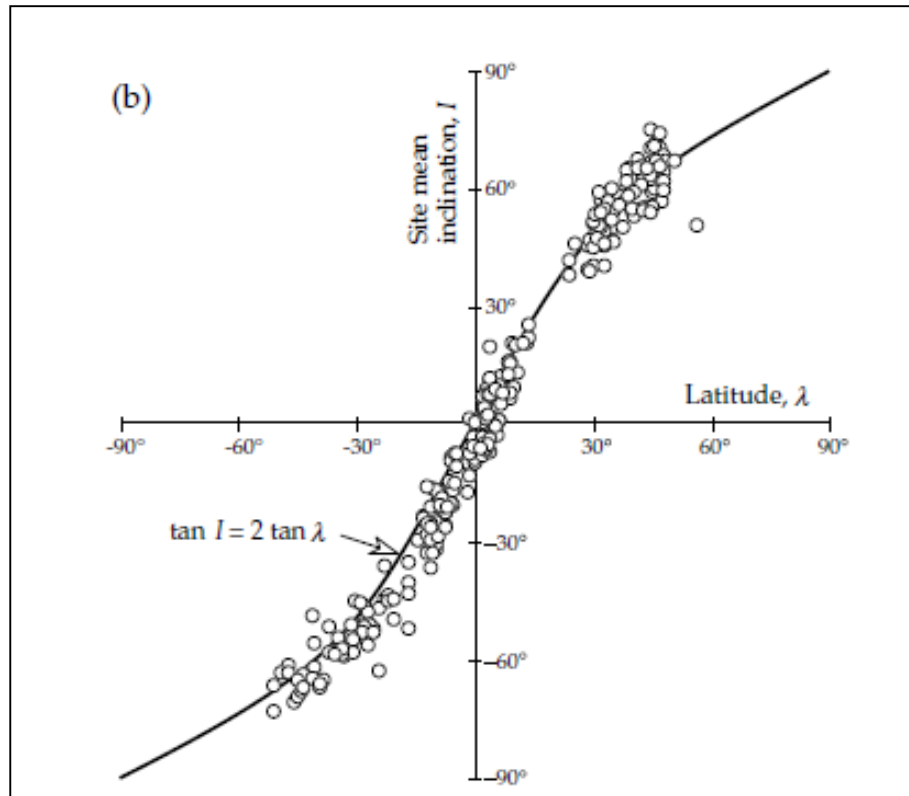 (b)
90°
Site mean
inclination, I
60°
30°
Latitude, λ
-90°
-60°
-30°
30°
60°
90°
tan I = 2 tan λ
–30°
–60°
–90°